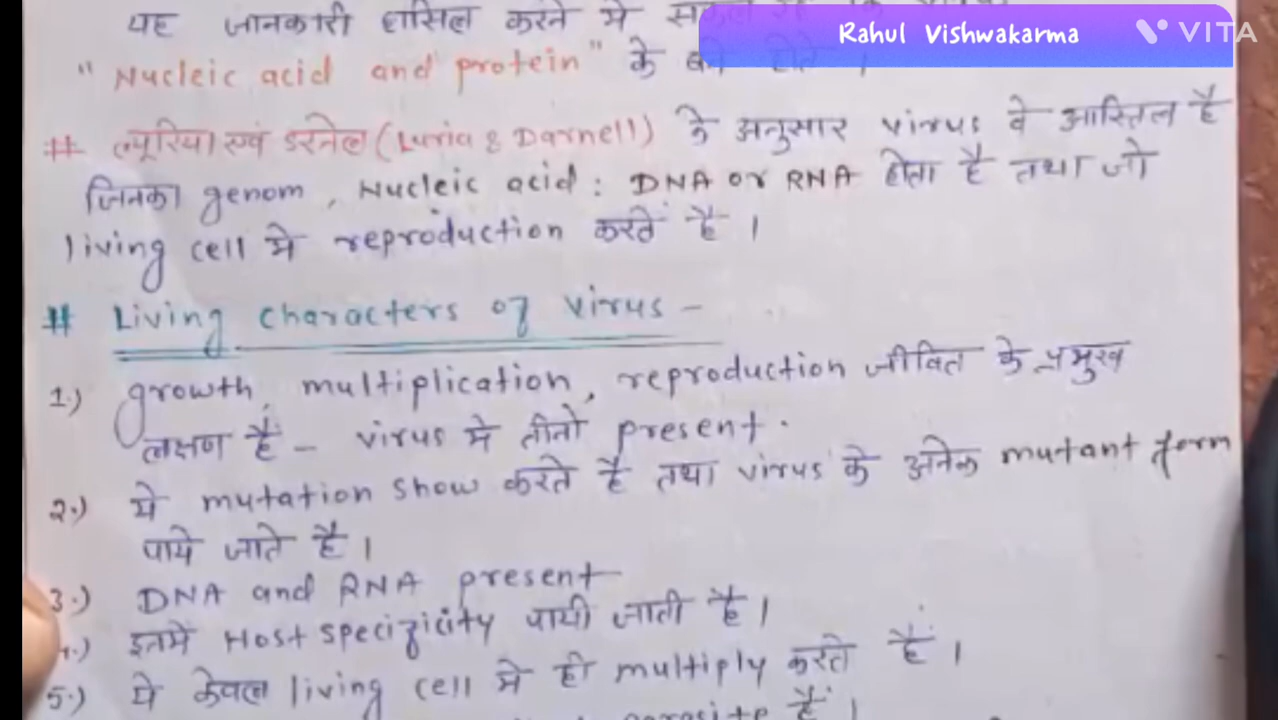 यह जानकारी हासिल करने मे
Rahul Vishwakarma
VITA
" Nucleic acid and protein" के
# ल्यूरिया एवं डरनेल (Luria & Darnell) के अनुसार virus वे आस्तित्व है
जिनका genom, Nucleic acid: DNA or RNA होता है तथा जो
living cell मे reproduction करते है ।
# Living characters of virus -
1.) growth, multiplication, reproduction जीवित के प्रमुख
लक्षण हैं - virus मे तीनो present.
2.) ये mutation show करते है तथा virus के अनेक mutant form
पाये जाते है।
3.) DNA and RNA present
4.) इनमे Host specificity पायी जाती है।
5.) ये केवल living cell मे ही multiply करते हैं ।
parasite हैं ।